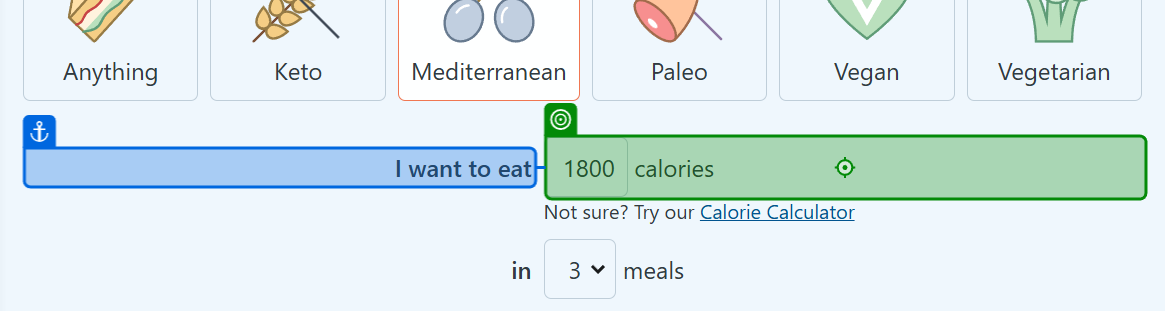 Anything Keto Mediterranean Paleo Vegan Vegetarian
I want to eat 1800 calories
Not sure? Try our Calorie Calculator
in 3 meals